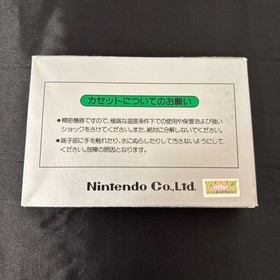 カセットについてのお願い
●精密機器ですので、極端な温度条件下での使用や保管および強い
ショックをさけてください。また、絶対に分解しないでください。
●端子部に手を触れたり、水にぬらしたりして汚さないようにして
ください。故障の原因となります。
Nintendo Co.,Ltd.